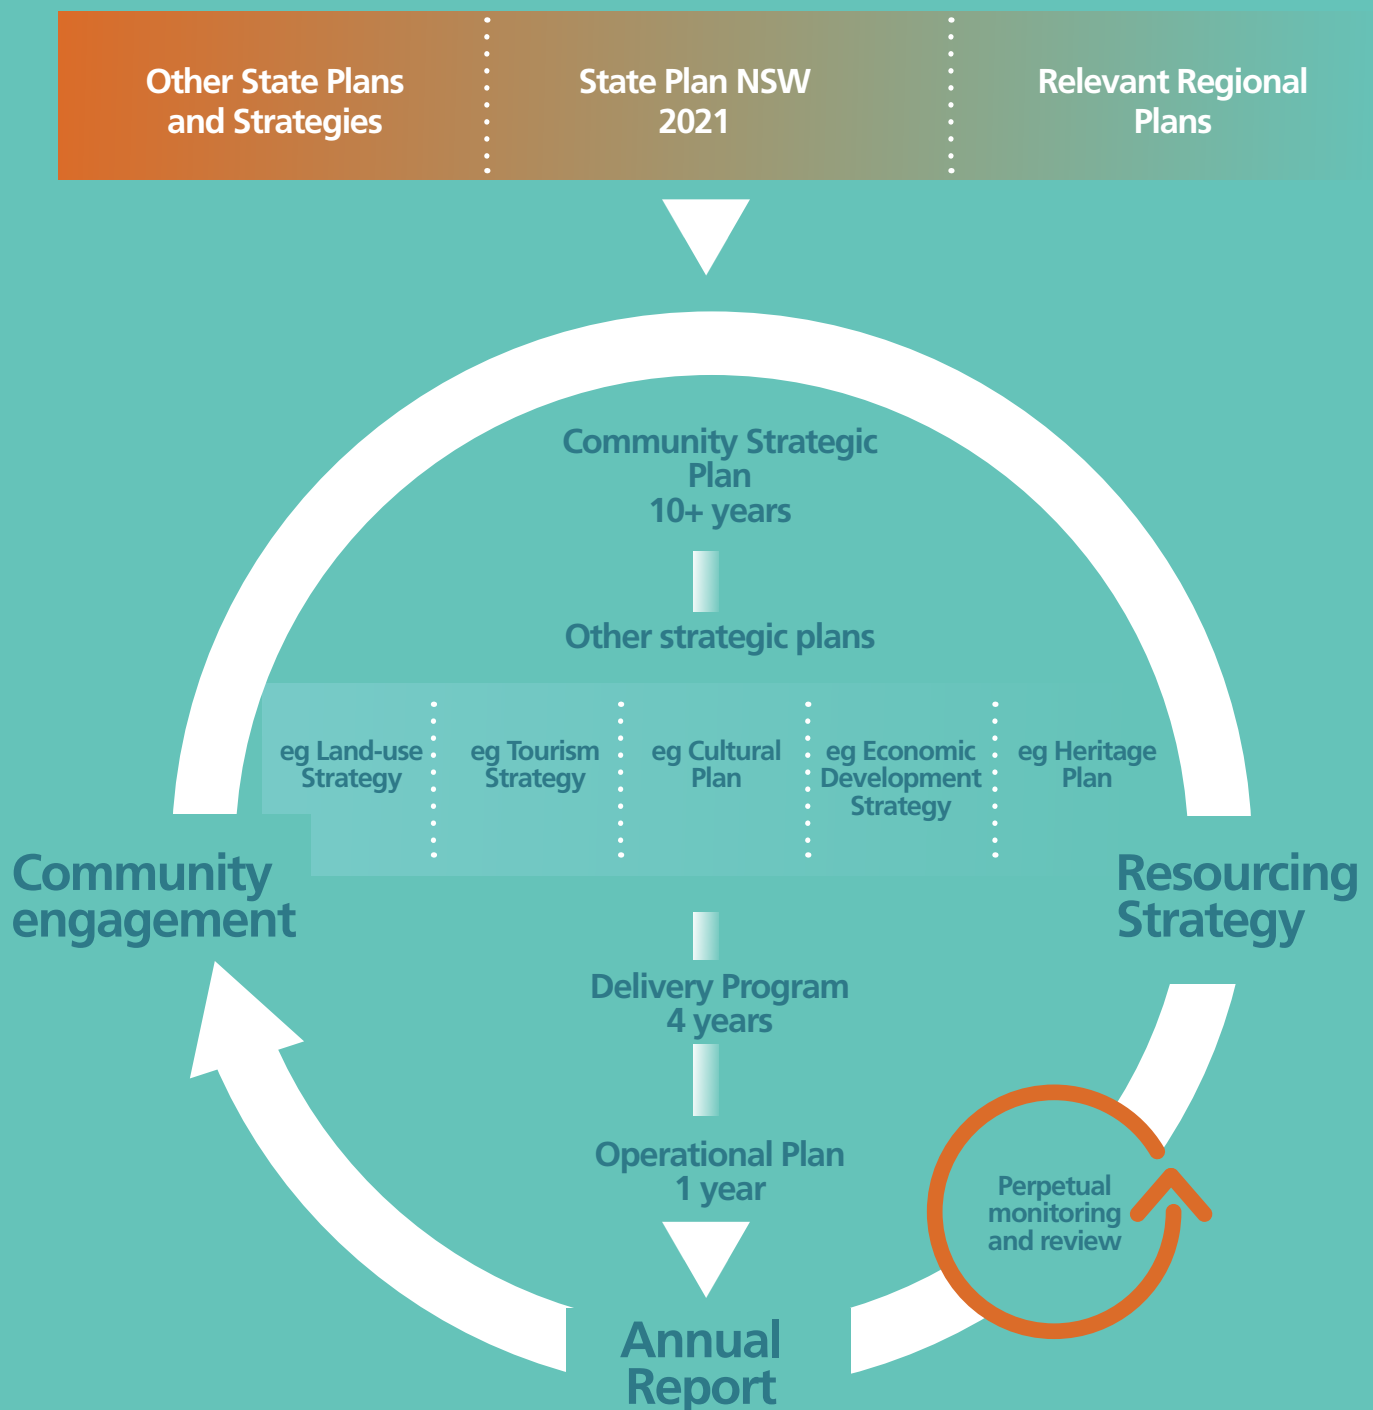 Other State Plans
and Strategies
State Plan NSW
2021
Relevant Regional
Plans
Community Strategic
Plan
10+ years
Other strategic plans
eg Land-use
Strategy
eg Tourism
Strategy
eg Cultural
Plan
eg Economic
Development
Strategy
eg Heritage
Plan
Community
engagement
Resourcing
Strategy
Delivery Program
4 years
Operational Plan
1 year
Perpetual
monitoring
and review
Annual
Report